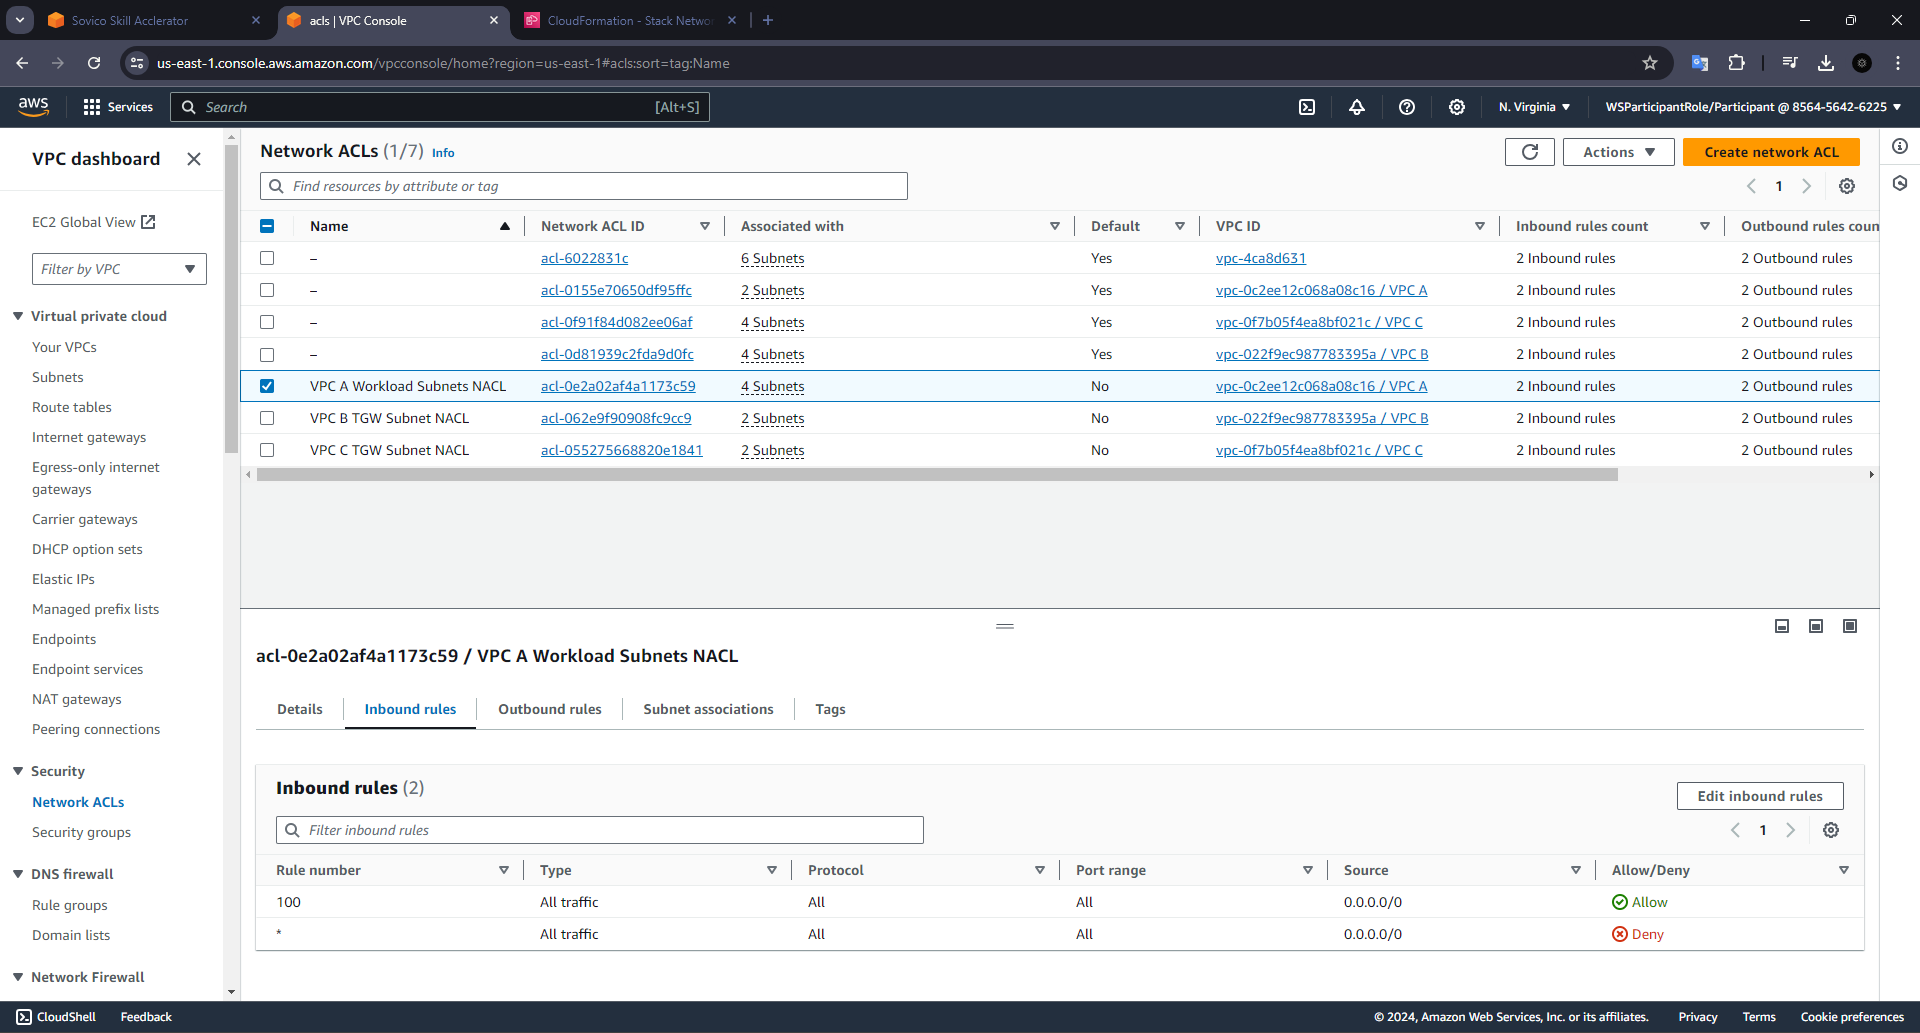 Sovico Skill Acclerator
acls | VPC Console
CloudFormation - Stack Networ
us-east-1.console.aws.amazon.com/vpcconsole/home?region=us-east-1#acls:sort=tag:Name
aws
Services
Search
[Alt+S]
N. Virginia
WSParticipantRole/Participant @ 8564-5642-6225
VPC dashboard
EC2 Global View
Filter by VPC
Virtual private cloud
Your VPCs
Subnets
Route tables
Internet gateways
Egress-only internet
gateways
Carrier gateways
DHCP option sets
Elastic IPs
Managed prefix lists
Endpoints
Endpoint services
NAT gateways
Peering connections
Security
Network ACLs
Security groups
DNS firewall
Rule groups
Domain lists
Network Firewall
Network ACLs (1/7) Info
Actions
Create network ACL
Find resources by attribute or tag
1
Name Network ACL ID Associated with Default VPC ID Inbound rules count Outbound rules coun
– acl-6022831c 6 Subnets Yes vpc-4ca8d631 2 Inbound rules 2 Outbound rules
– acl-0155e70650df95ffc 2 Subnets Yes vpc-0c2ee12c068a08c16 / VPC A 2 Inbound rules 2 Outbound rules
– acl-0f91f84d082ee06af 4 Subnets Yes vpc-0f7b05f4ea8bf021c / VPC C 2 Inbound rules 2 Outbound rules
– acl-0d81939c2fda9d0fc 4 Subnets Yes vpc-022f9ec987783395a / VPC B 2 Inbound rules 2 Outbound rules
VPC A Workload Subnets NACL acl-0e2a02af4a1173c59 4 Subnets No vpc-0c2ee12c068a08c16 / VPC A 2 Inbound rules 2 Outbound rules
VPC B TGW Subnet NACL acl-062e9f90908fc9cc9 2 Subnets No vpc-022f9ec987783395a / VPC B 2 Inbound rules 2 Outbound rules
VPC C TGW Subnet NACL acl-055275668820e1841 2 Subnets No vpc-0f7b05f4ea8bf021c / VPC C 2 Inbound rules 2 Outbound rules
acl-0e2a02af4a1173c59 / VPC A Workload Subnets NACL
Details
Inbound rules
Outbound rules
Subnet associations
Tags
Inbound rules (2)
Edit inbound rules
Filter inbound rules
1
Rule number Type Protocol Port range Source Allow/Deny
100 All traffic All All 0.0.0.0/0 Allow
* All traffic All All 0.0.0.0/0 Deny
CloudShell
Feedback
© 2024, Amazon Web Services, Inc. or its affiliates.
Privacy
Terms
Cookie preferences